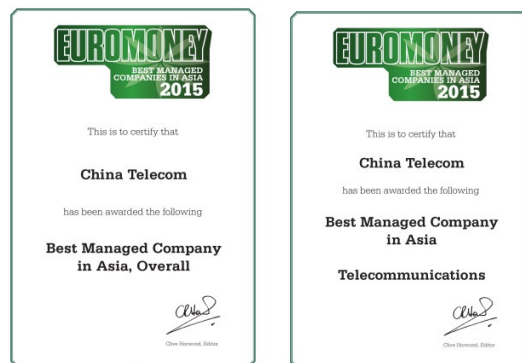 EUROMONEY
BEST MANAGED
COMPANIES IN ASIA
2015
This is to certify that
China Telecom
has been awarded the following
Best Managed Company
in Asia, Overall
Clive Horwood, Editor
EUROMONEY
BEST MANAGED
COMPANIES IN ASIA
2015
This is to certify that
China Telecom
has been awarded the following
Best Managed Company
in Asia
Telecommunications
Clive Horwood, Editor